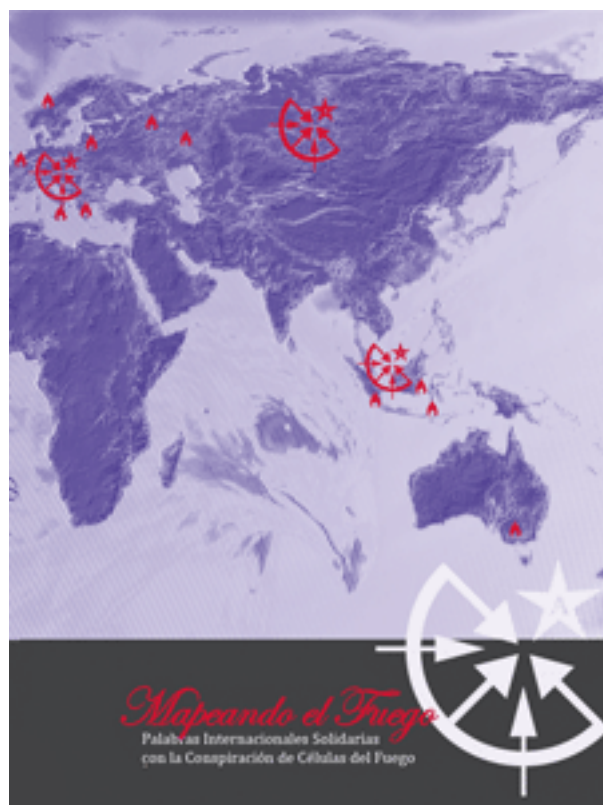 Mapeando el Fuego
Palabras Internacionales Solidarias
con la Conspiración de Células del Fuego